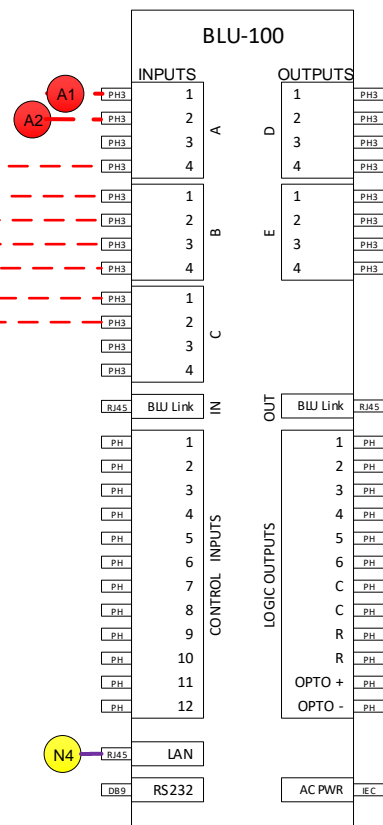 BLU-100
INPUTS OUTPUTS
A1 PH3 1 1 PH3
A2 PH3 2 A D 2 PH3
PH3 3 3 PH3
PH3 4 4 PH3
PH3 1 1 PH3
PH3 2 B E 2 PH3
PH3 3 3 PH3
PH3 4 4 PH3
PH3 1
PH3 2 C
PH3 3
PH3 4
RJ45 BLU Link IN OUT BLU Link RJ45
CONTROL INPUTS LOGIC OUTPUTS
PH 1 1 PH
PH 2 2 PH
PH 3 3 PH
PH 4 4 PH
PH 5 5 PH
PH 6 6 PH
PH 7 C PH
PH 8 C PH
PH 9 R PH
PH 10 R PH
PH 11 OPTO + PH
PH 12 OPTO - PH
N4 RJ45 LAN
DB9 RS232 AC PWR IEC